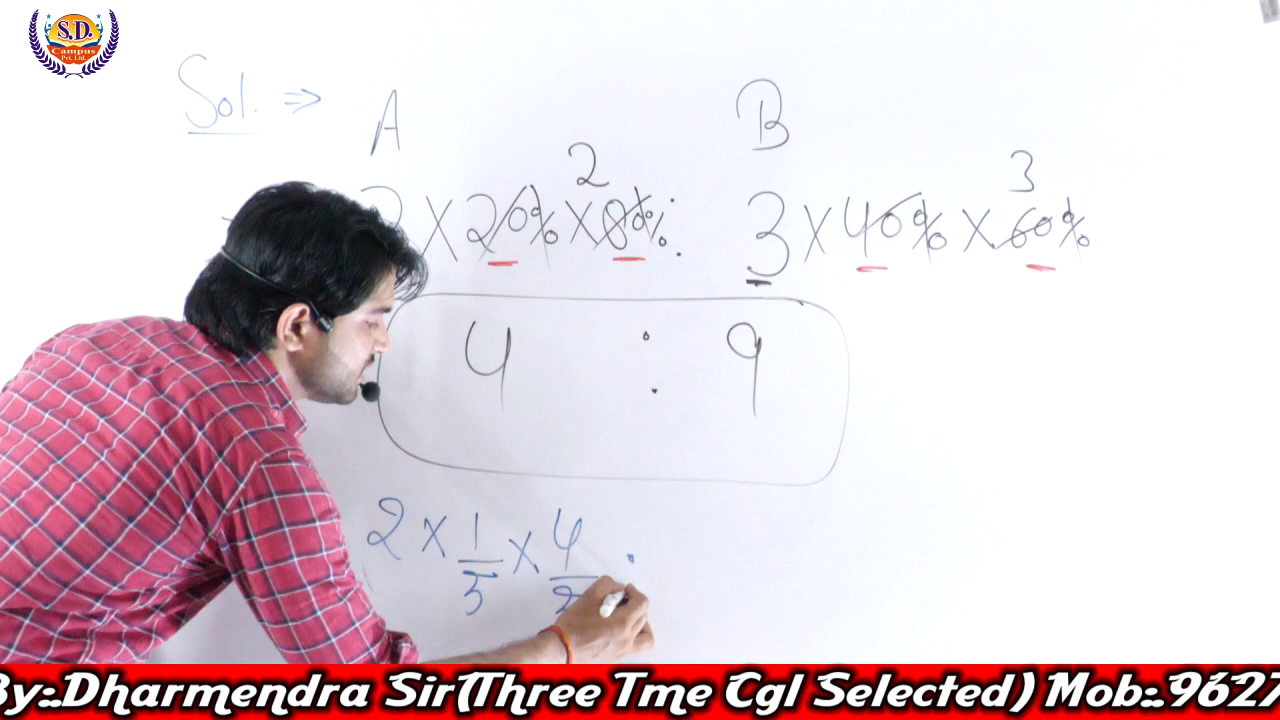 S.D.
Campus
Pvt. Ltd.
Sol. ⇒
A B
2 3
× 20% × 80% : 3 × 40% × 60%
4 : 9
2 × 1/5 × 4/ :
By:.Dharmendra Sir(Three Tme Cgl Selected) Mob:.9627